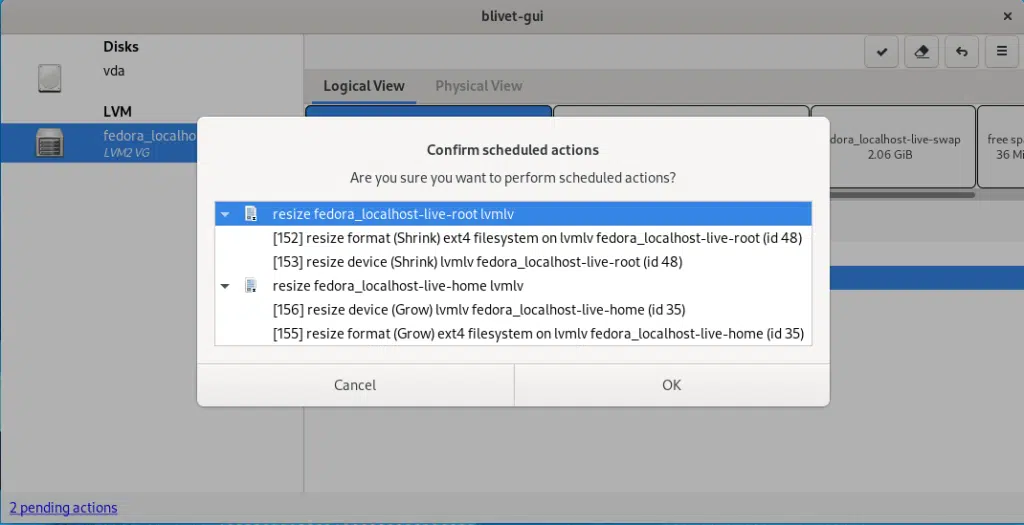 blivet-gui
Disks
vda
LVM
fedora_localho
LVM2 VG
Logical View
Physical View
dora_localhost-live-swap
2.06 GiB
free sp
36 Mi
Confirm scheduled actions
Are you sure you want to perform scheduled actions?
resize fedora_localhost-live-root lvmlv
[152] resize format (Shrink) ext4 filesystem on lvmlv fedora_localhost-live-root (id 48)
[153] resize device (Shrink) lvmlv fedora_localhost-live-root (id 48)
resize fedora_localhost-live-home lvmlv
[156] resize device (Grow) lvmlv fedora_localhost-live-home (id 35)
[155] resize format (Grow) ext4 filesystem on lvmlv fedora_localhost-live-home (id 35)
Cancel
OK
2 pending actions